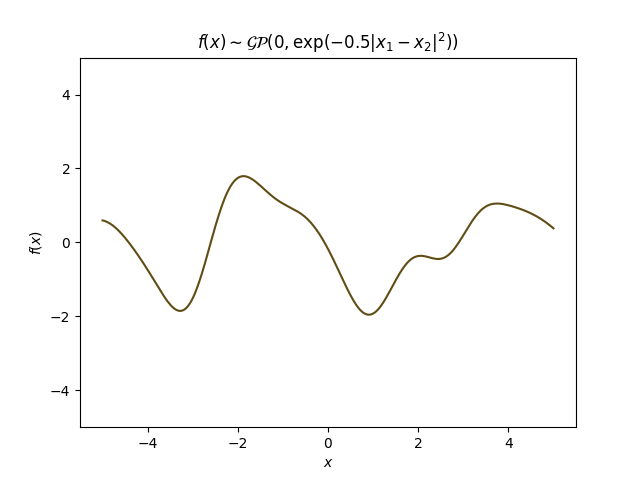 f(x) ~ 𝒢𝒫(0, exp(−0.5|x₁ − x₂|²))
4
2
0
−2
−4
f(x)
−4 −2 0 2 4
x